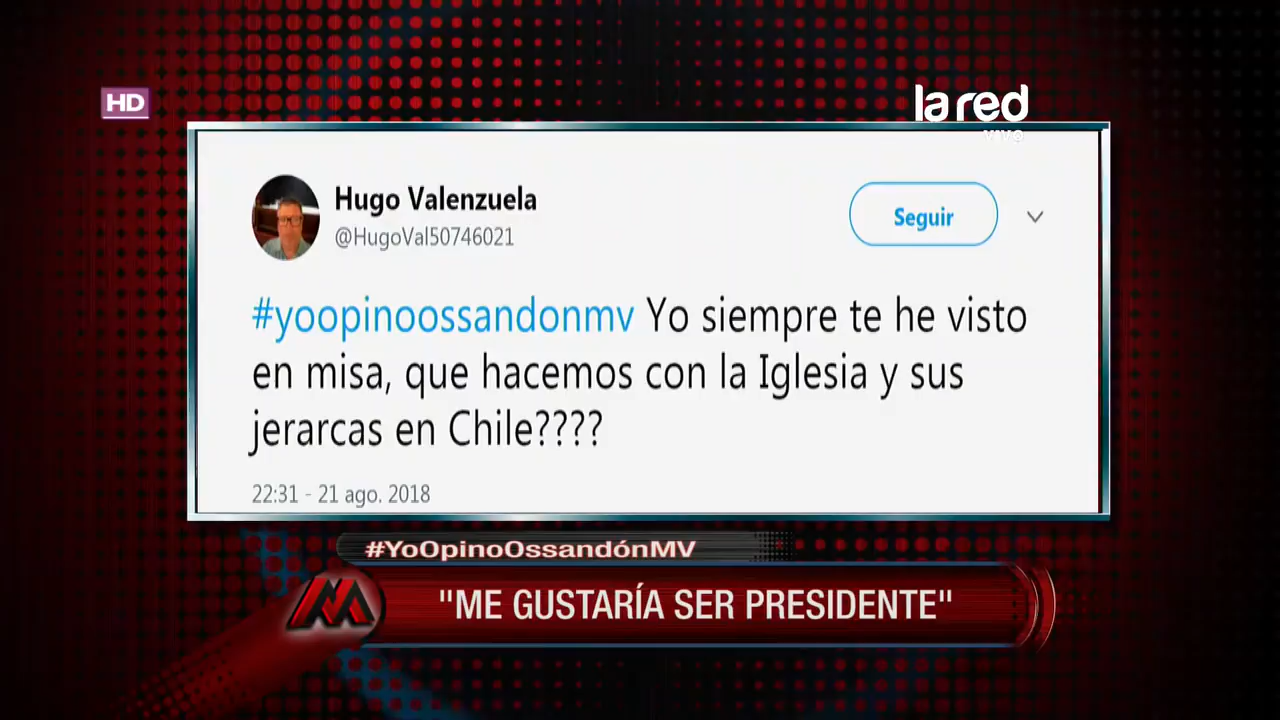 HD
la red
VIVO
Hugo Valenzuela
@HugoVal50746021
Seguir
#yoopinoossandonmv Yo siempre te he visto
en misa, que hacemos con la Iglesia y sus
jerarcas en Chile????
22:31 - 21 ago. 2018
#YoOpinoOssandónMV
"ME GUSTARÍA SER PRESIDENTE"